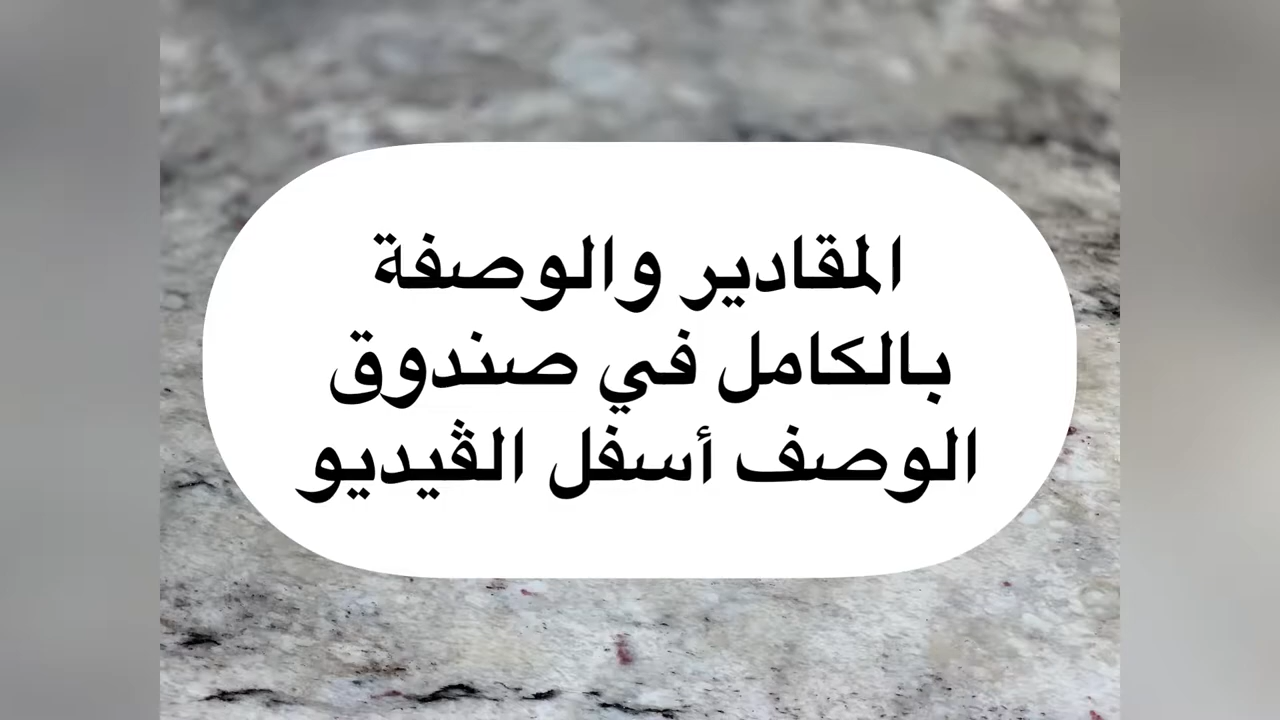 المقادير والوصفة
بالكامل في صندوق
الوصف أسفل الڤيديو